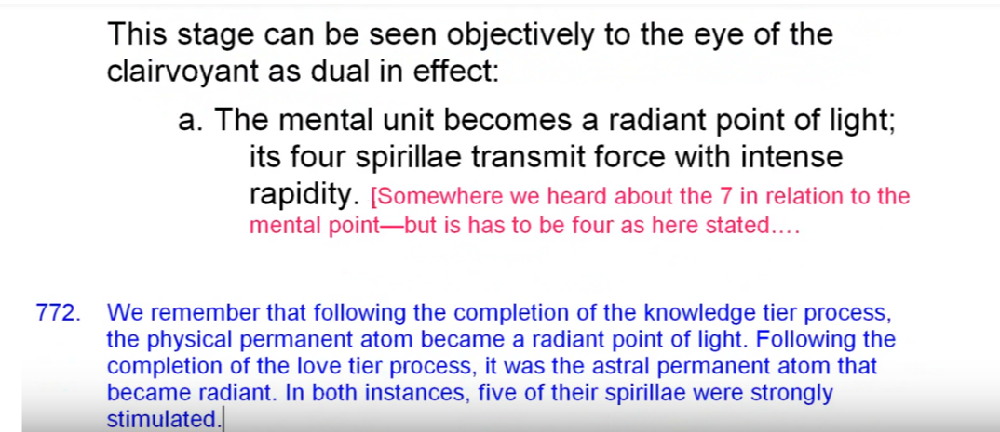 This stage can be seen objectively to the eye of the
clairvoyant as dual in effect:
a. The mental unit becomes a radiant point of light;
its four spirillae transmit force with intense
rapidity. [Somewhere we heard about the 7 in relation to the
mental point—but is has to be four as here stated….
772. We remember that following the completion of the knowledge tier process,
the physical permanent atom became a radiant point of light. Following the
completion of the love tier process, it was the astral permanent atom that
became radiant. In both instances, five of their spirillae were strongly
stimulated.